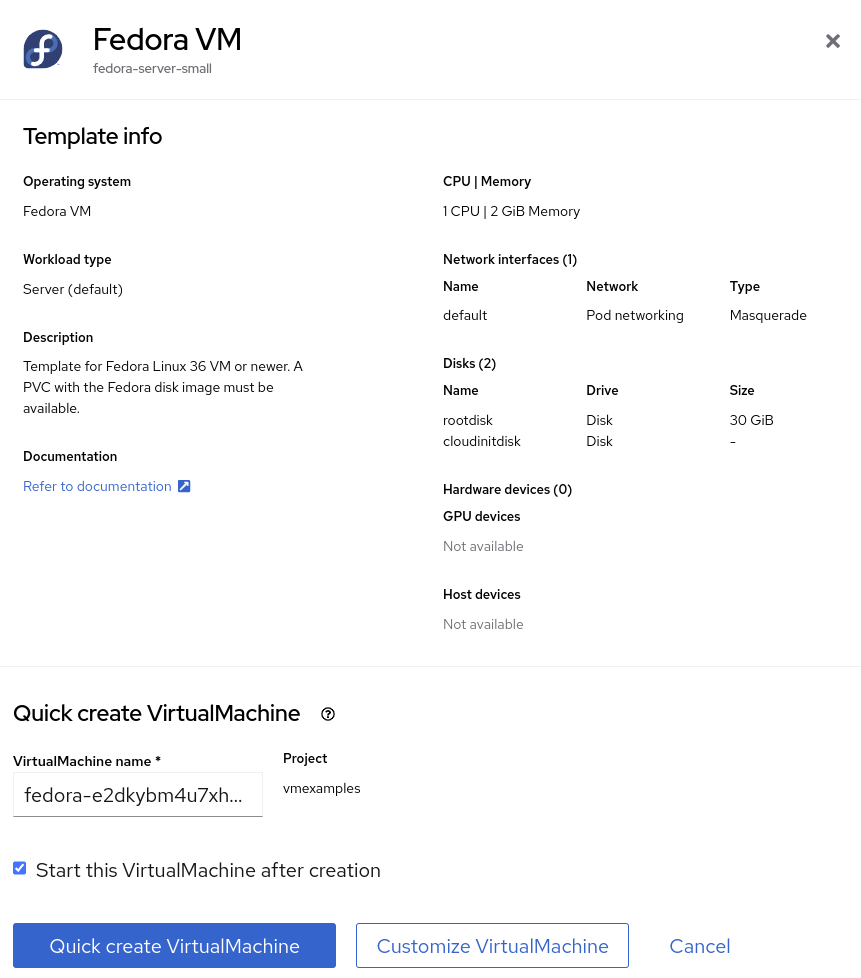 Fedora VM
fedora-server-small
Template info
Operating system
Fedora VM
Workload type
Server (default)
Description
Template for Fedora Linux 36 VM or newer. A
PVC with the Fedora disk image must be
available.
Documentation
Refer to documentation
CPU | Memory
1 CPU | 2 GiB Memory
Network interfaces (1)
Name Network Type
default Pod networking Masquerade
Disks (2)
Name Drive Size
rootdisk Disk 30 GiB
cloudinitdisk Disk -
Hardware devices (0)
GPU devices
Not available
Host devices
Not available
Quick create VirtualMachine
VirtualMachine name *
fedora-e2dkybm4u7xh...
Project
vmexamples
Start this VirtualMachine after creation
Quick create VirtualMachine Customize VirtualMachine Cancel